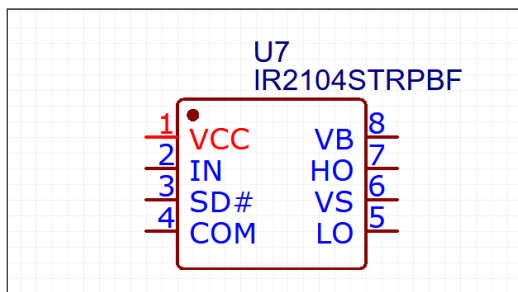 U7
IR2104STRPBF
1 VCC VB 8
2 IN HO 7
3 SD# VS 6
4 COM LO 5